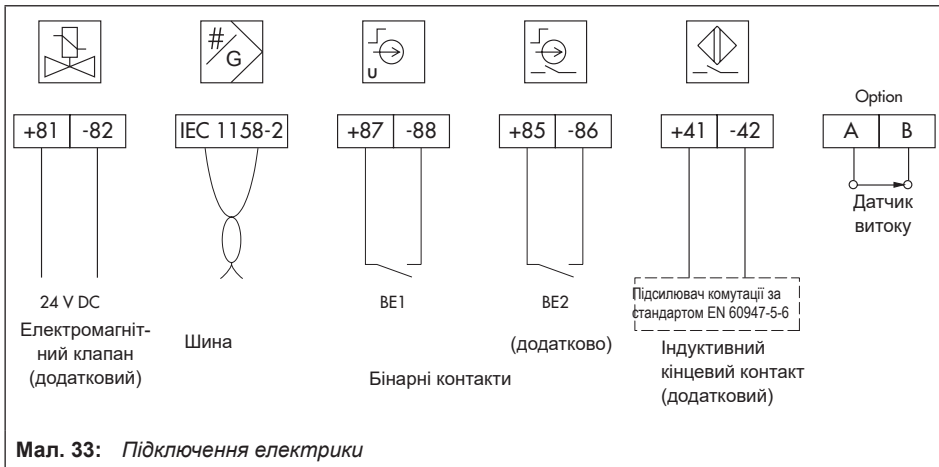 # G
U
Option
+81 -82
IEC 1158-2
+87 -88
+85 -86
+41 -42
A B
Датчик
витоку
24 V DC
Електромагніт-
ний клапан
(додатковий)
Шина
BE1
BE2
(додатково)
Бінарні контакти
Підсилювач комутації за
стандартом EN 60947-5-6
Індуктивний
кінцевий контакт
(додатковий)
Мал. 33: Підключення електрики